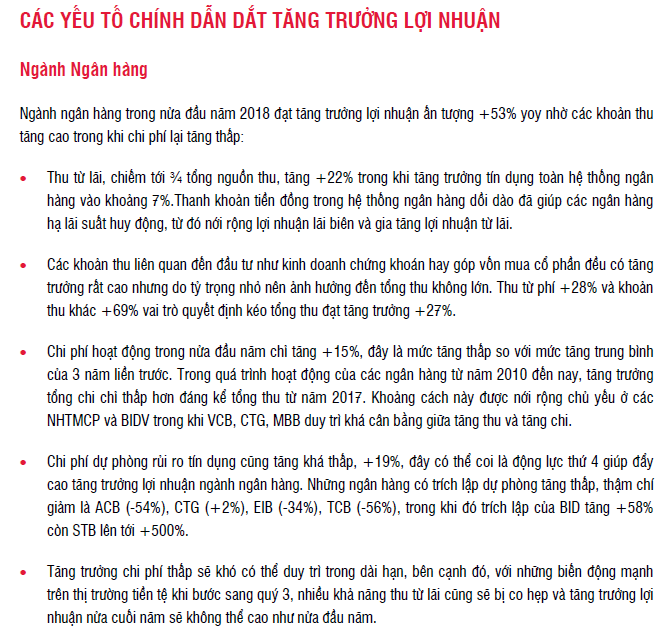 CÁC YẾU TỐ CHÍNH DẪN DẮT TĂNG TRƯỞNG LỢI NHUẬN
Ngành Ngân hàng
Ngành ngân hàng trong nửa đầu năm 2018 đạt tăng trưởng lợi nhuận ấn tượng +53% yoy nhờ các khoản thu
tăng cao trong khi chi phí lại tăng thấp:
• Thu từ lãi, chiếm tới ¾ tổng nguồn thu, tăng +22% trong khi tăng trưởng tín dụng toàn hệ thống ngân
hàng vào khoảng 7%.Thanh khoản tiền đồng trong hệ thống ngân hàng dồi dào đã giúp các ngân hàng
hạ lãi suất huy động, từ đó nới rộng lợi nhuận lãi biên và gia tăng lợi nhuận từ lãi.
• Các khoản thu liên quan đến đầu tư như kinh doanh chứng khoán hay góp vốn mua cổ phần đều có tăng
trưởng rất cao nhưng do tỷ trọng nhỏ nên ảnh hưởng đến tổng thu không lớn. Thu từ phí +28% và khoản
thu khác +69% vai trò quyết định kéo tổng thu đạt tăng trưởng +27%.
• Chi phí hoạt động trong nửa đầu năm chỉ tăng +15%, đây là mức tăng thấp so với mức tăng trung bình
của 3 năm liền trước. Trong quá trình hoạt động của các ngân hàng từ năm 2010 đến nay, tăng trưởng
tổng chi chỉ thấp hơn đáng kể tổng thu từ năm 2017. Khoảng cách này được nới rộng chủ yếu ở các
NHTMCP và BIDV trong khi VCB, CTG, MBB duy trì khá cân bằng giữa tăng thu và tăng chi.
• Chi phí dự phòng rủi ro tín dụng cũng tăng khá thấp, +19%, đây có thể coi là động lực thứ 4 giúp đẩy
cao tăng trưởng lợi nhuận ngành ngân hàng. Những ngân hàng có trích lập dự phòng tăng thấp, thậm chí
giảm là ACB (-54%), CTG (+2%), EIB (-34%), TCB (-56%), trong khi đó trích lập của BID tăng +58%
còn STB lên tới +500%.
• Tăng trưởng chi phí thấp sẽ khó có thể duy trì trong dài hạn, bên cạnh đó, với những biến động mạnh
trên thị trường tiền tệ khi bước sang quý 3, nhiều khả năng thu từ lãi cũng sẽ bị co hẹp và tăng trưởng lợi
nhuận nửa cuối năm sẽ không thể cao như nửa đầu năm.